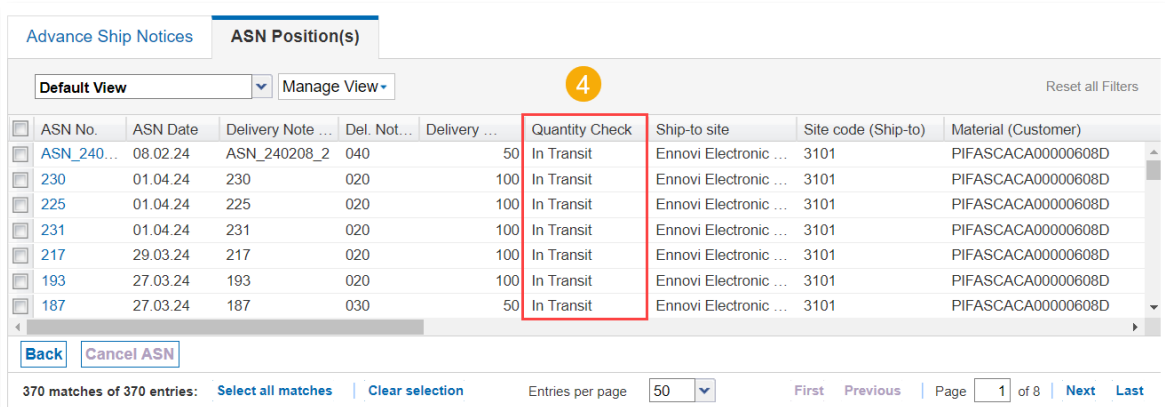 Advance Ship Notices ASN Position(s)
Default View Manage View 4 Reset all Filters
ASN No. ASN Date Delivery Note ... Del. Not... Delivery ... Quantity Check Ship-to site Site code (Ship-to) Material (Customer)
ASN_240... 08.02.24 ASN_240208_2 040 50 In Transit Ennovi Electronic ... 3101 PIFASCACA00000608D
230 01.04.24 230 020 100 In Transit Ennovi Electronic ... 3101 PIFASCACA00000608D
225 01.04.24 225 020 100 In Transit Ennovi Electronic ... 3101 PIFASCACA00000608D
231 01.04.24 231 020 100 In Transit Ennovi Electronic ... 3101 PIFASCACA00000608D
217 29.03.24 217 020 100 In Transit Ennovi Electronic ... 3101 PIFASCACA00000608D
193 27.03.24 193 020 100 In Transit Ennovi Electronic ... 3101 PIFASCACA00000608D
187 27.03.24 187 030 50 In Transit Ennovi Electronic ... 3101 PIFASCACA00000608D
Back Cancel ASN
370 matches of 370 entries: Select all matches Clear selection Entries per page 50 First Previous Page 1 of 8 Next Last